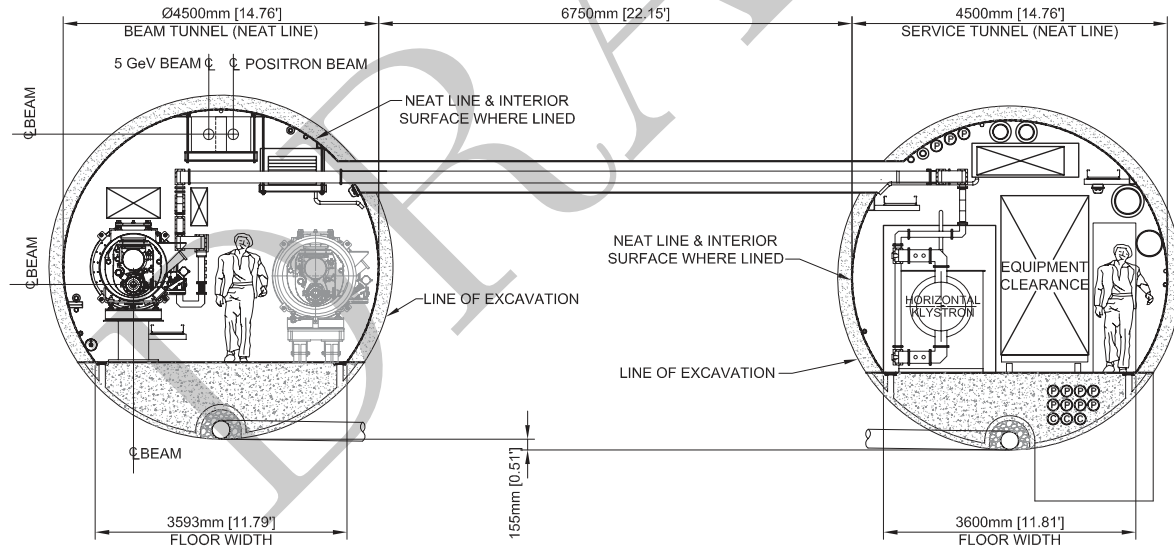 Ø4500mm [14.76']
BEAM TUNNEL (NEAT LINE)
6750mm [22.15']
4500mm [14.76']
SERVICE TUNNEL (NEAT LINE)
5 GeV BEAM ℄
℄ POSITRON BEAM
℄ BEAM
NEAT LINE & INTERIOR
SURFACE WHERE LINED
℄ BEAM
LINE OF EXCAVATION
NEAT LINE & INTERIOR
SURFACE WHERE LINED
LINE OF EXCAVATION
P P P
HORIZONTAL
KLYSTRON
EQUIPMENT
CLEARANCE
P P P P
P P P P
C C C
℄ BEAM
155mm [0.51']
3593mm [11.79']
FLOOR WIDTH
3600mm [11.81']
FLOOR WIDTH
DRA